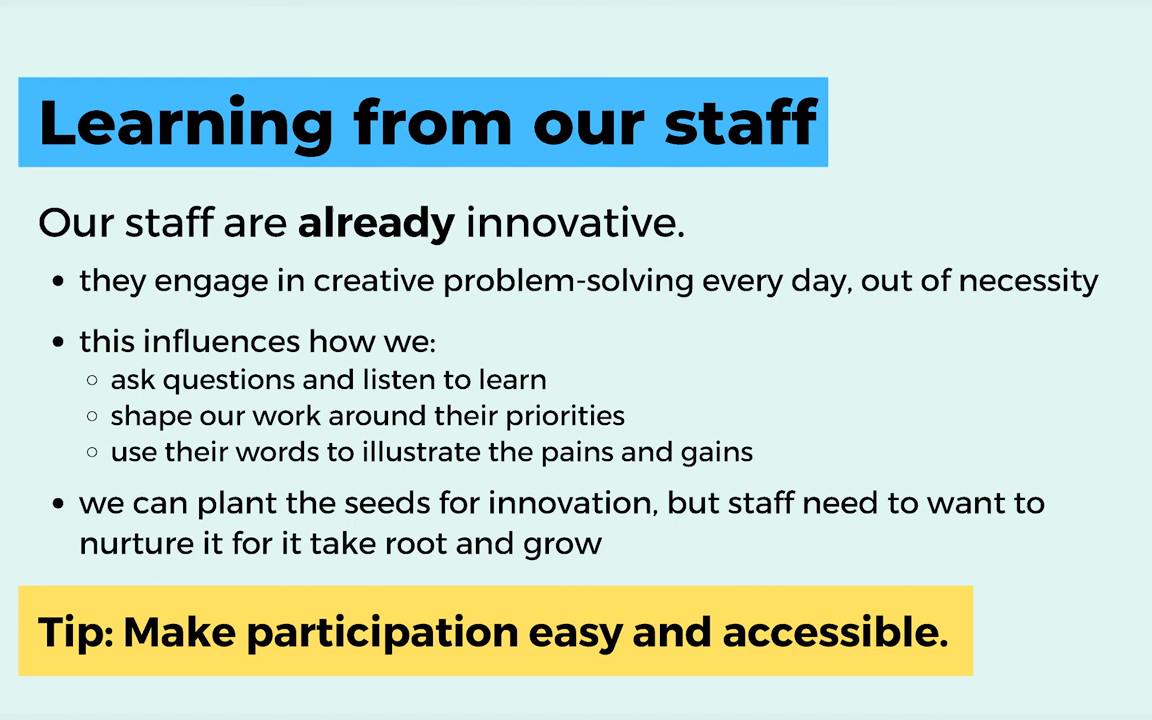 Learning from our staff
Our staff are already innovative.
• they engage in creative problem-solving every day, out of necessity
• this influences how we:
◦ ask questions and listen to learn
◦ shape our work around their priorities
◦ use their words to illustrate the pains and gains
• we can plant the seeds for innovation, but staff need to want to
nurture it for it take root and grow
Tip: Make participation easy and accessible.